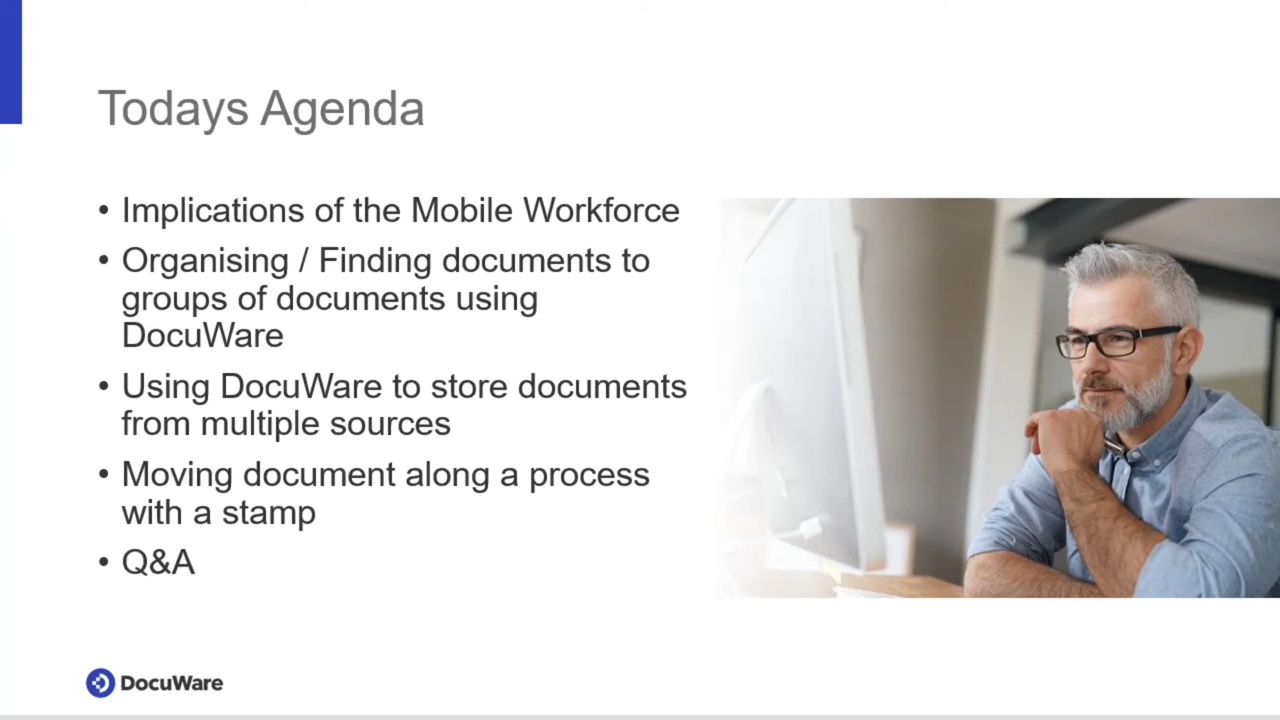 Todays Agenda
• Implications of the Mobile Workforce
• Organising / Finding documents to
groups of documents using
DocuWare
• Using DocuWare to store documents
from multiple sources
• Moving document along a process
with a stamp
• Q&A
DocuWare